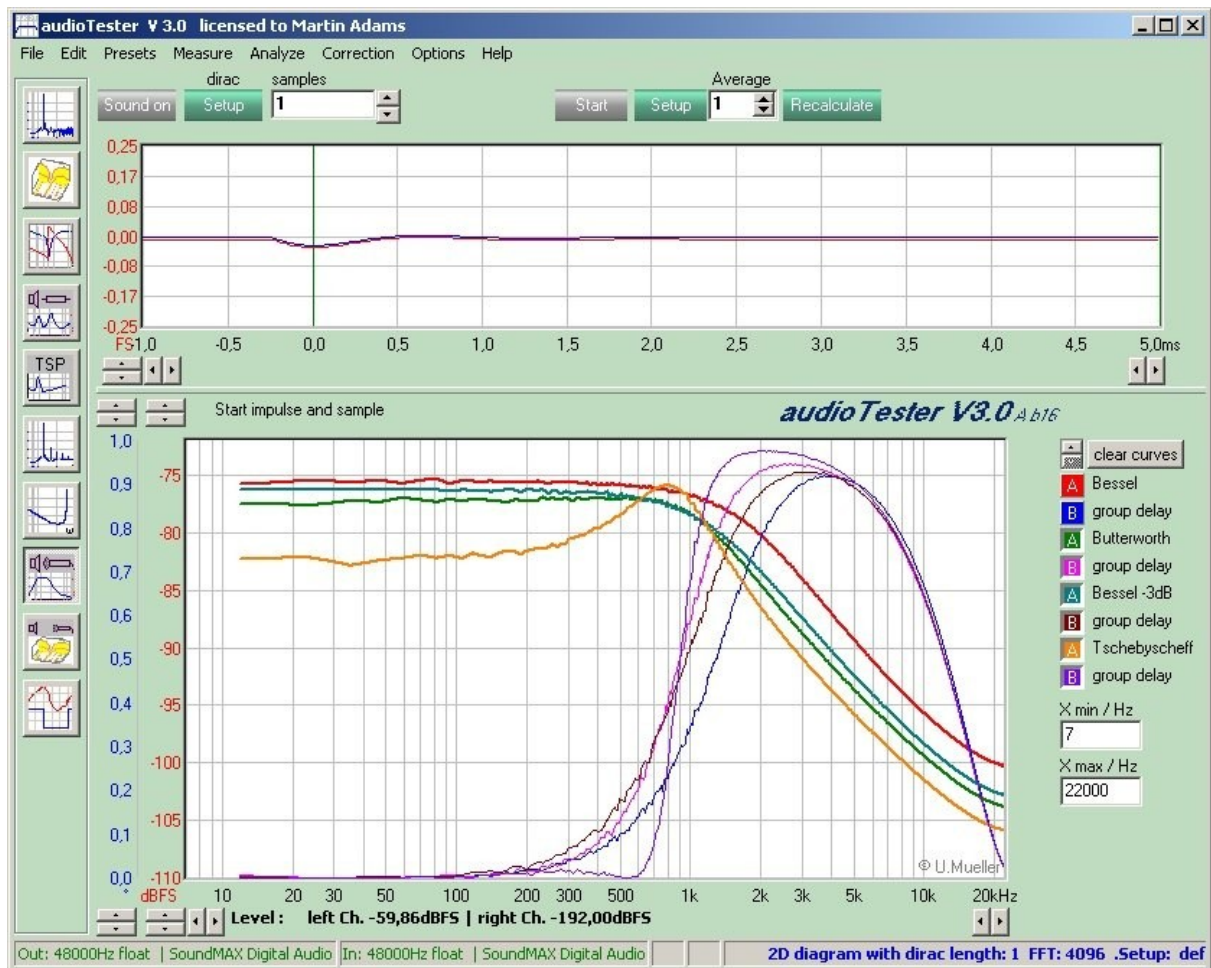 audioTester V 3.0 licensed to Martin Adams
File Edit Presets Measure Analyze Correction Options Help
dirac samples Average
Sound on Setup 1 Start Setup 1 Recalculate
0,25
0,17
0,08
0,00
-0,08
-0,17
-0,25
FS1,0 -0,5 0,0 0,5 1,0 1,5 2,0 2,5 3,0 3,5 4,0 4,5 5,0ms
TSP
Start impulse and sample
audioTester V3.0 A b16
1,0
0,9
0,8
0,7
0,6
0,5
0,4
0,3
0,2
0,1
0,0
°
-75
-80
-85
-90
-95
-100
-105
-110
dBFS 10 20 30 50 100 200 300 500 1k 2k 3k 5k 10k 20kHz
© U.Mueller
clear curves
A Bessel
B group delay
A Butterworth
B group delay
A Bessel -3dB
B group delay
A Tschebyscheff
B group delay
X min / Hz
7
X max / Hz
22000
Level : left Ch. -59,86dBFS | right Ch. -192,00dBFS
Out: 48000Hz float | SoundMAX Digital Audio In: 48000Hz float | SoundMAX Digital Audio 2D diagram with dirac length: 1 FFT: 4096 .Setup: def